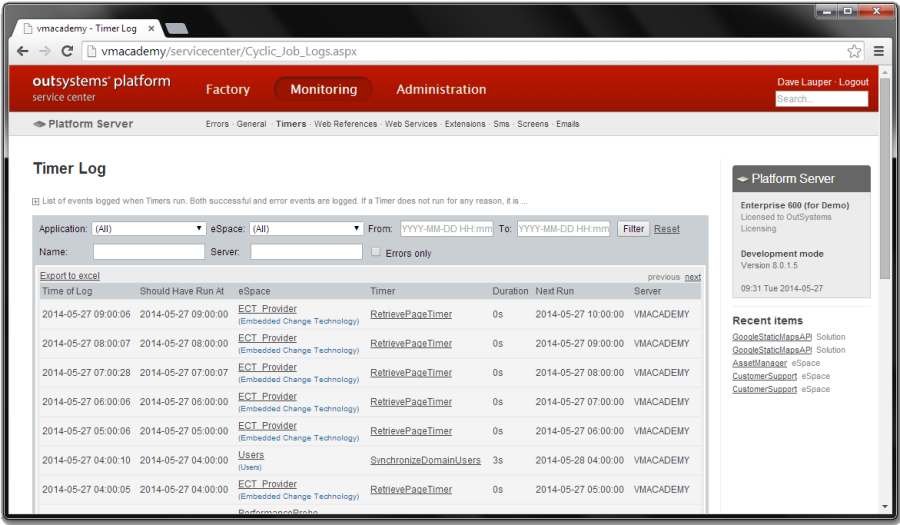 vmacademy - Timer Log
vmacademy/servicecenter/Cyclic_Job_Logs.aspx
outsystems® platform
service center
Factory Monitoring Administration
Dave Lauper · Logout
Search...
Platform Server
Errors · General · Timers · Web References · Web Services · Extensions · Sms · Screens · Emails
Timer Log
List of events logged when Timers run. Both successful and error events are logged. If a Timer does not run for any reason, it is ...
Application: (All) eSpace: (All) From: YYYY-MM-DD HH:mm To: YYYY-MM-DD HH:mm Filter Reset
Name: Server: Errors only
Export to excel previous next
Time of Log Should Have Run At eSpace Timer Duration Next Run Server
2014-05-27 09:00:06 2014-05-27 09:00:00 ECT_Provider RetrievePageTimer 0s 2014-05-27 10:00:00 VMACADEMY
(Embedded Change Technology)
2014-05-27 08:00:07 2014-05-27 08:00:00 ECT_Provider RetrievePageTimer 0s 2014-05-27 09:00:00 VMACADEMY
(Embedded Change Technology)
2014-05-27 07:00:28 2014-05-27 07:00:07 ECT_Provider RetrievePageTimer 0s 2014-05-27 08:00:00 VMACADEMY
(Embedded Change Technology)
2014-05-27 06:00:06 2014-05-27 06:00:00 ECT_Provider RetrievePageTimer 0s 2014-05-27 07:00:00 VMACADEMY
(Embedded Change Technology)
2014-05-27 05:00:06 2014-05-27 05:00:00 ECT_Provider RetrievePageTimer 0s 2014-05-27 06:00:00 VMACADEMY
(Embedded Change Technology)
2014-05-27 04:00:10 2014-05-27 04:00:00 Users SynchronizeDomainUsers 3s 2014-05-28 04:00:00 VMACADEMY
(Users)
2014-05-27 04:00:05 2014-05-27 04:00:00 ECT_Provider RetrievePageTimer 0s 2014-05-27 05:00:00 VMACADEMY
(Embedded Change Technology)
PerformanceProbe
Platform Server
Enterprise 600 (for Demo)
Licensed to OutSystems
Licensing
Development mode
Version 8.0.1.5
09:31 Tue 2014-05-27
Recent items
GoogleStaticMapsAPI Solution
GoogleStaticMapsAPI Solution
AssetManager eSpace
CustomerSupport eSpace
CustomerSupport eSpace